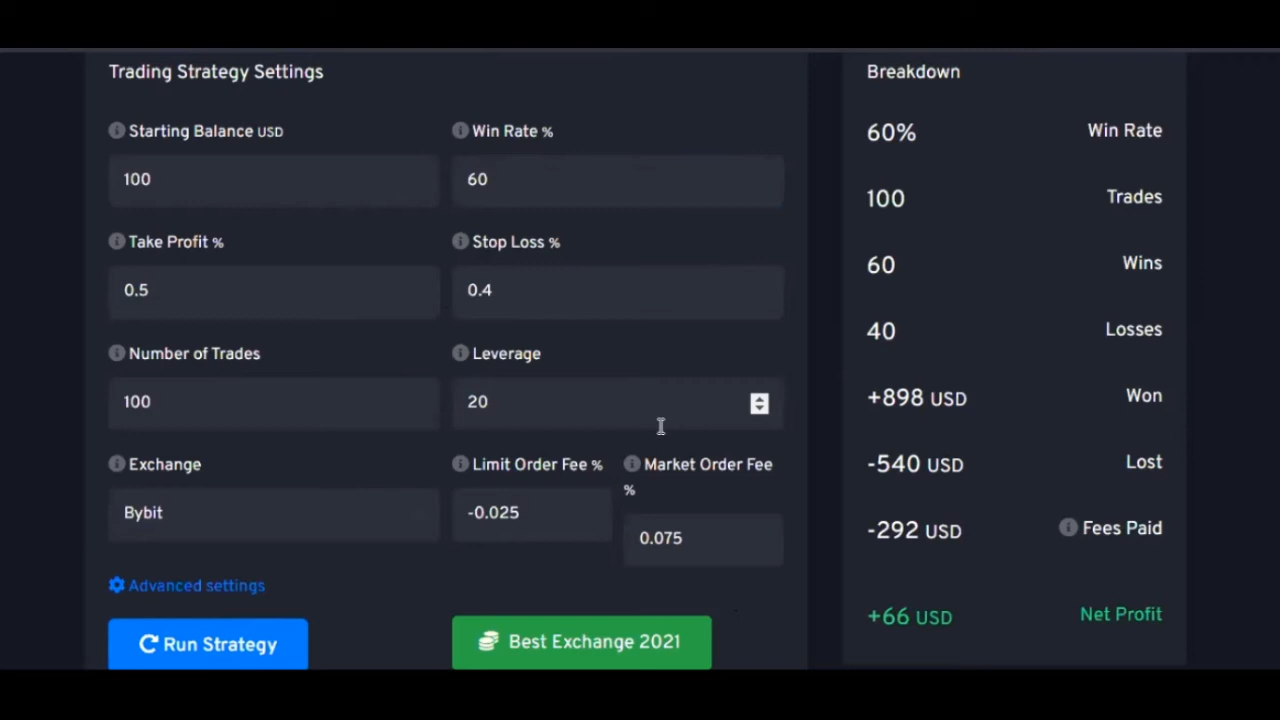 Trading Strategy Settings
Starting Balance USD
Win Rate %
100
60
Take Profit %
Stop Loss %
0.5
0.4
Number of Trades
Leverage
100
20
Exchange
Limit Order Fee %
Market Order Fee
%
Bybit
-0.025
0.075
Advanced settings
Run Strategy
Best Exchange 2021
Breakdown
60% Win Rate
100 Trades
60 Wins
40 Losses
+898 USD Won
-540 USD Lost
-292 USD Fees Paid
+66 USD Net Profit